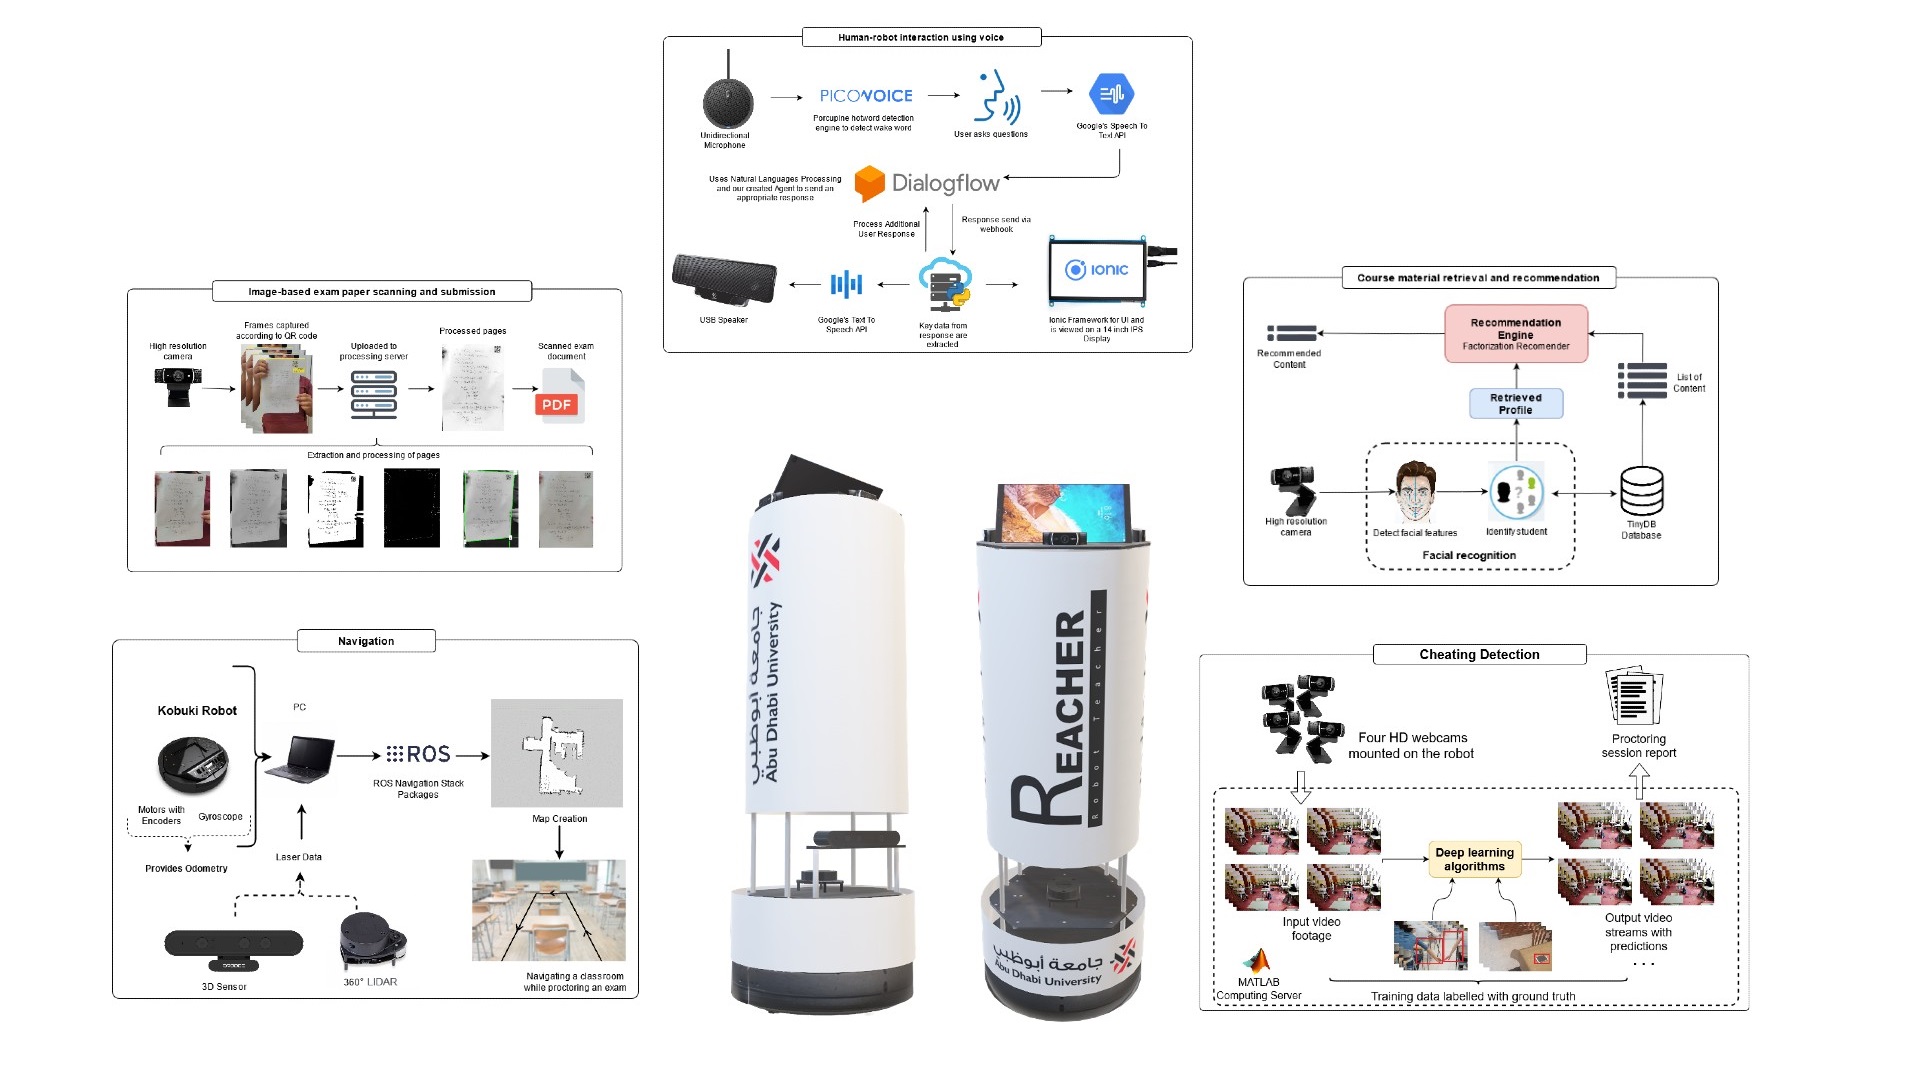 Human-robot interaction using voice
Unidirectional
Microphone
PICOVOICE
Porcupine hotword detection
engine to detect wake word
User asks questions
Google's Speech To
Text API
Uses Natural Languages Processing
and our created Agent to send an
appropriate response
Dialogflow
Process Additional
User Response
Response send via
webhook
USB Speaker
Google's Text To
Speech API
Key data from
response are
extracted
IONIC
Ionic Framework for UI and
is viewed on a 14 inch IPS
Display
Image-based exam paper scanning and submission
High resolution
camera
Frames captured
according to QR code
Uploaded to
processing server
Processed pages
Scanned exam
document
PDF
Extraction and processing of pages
Course material retrieval and recommendation
Recommended
Content
Recommendation
Engine
Factorization Recomender
List of
Content
Retrieved
Profile
High resolution
camera
Detect facial features
Identify student
Facial recognition
TinyDB
Database
Navigation
Kobuki Robot
Motors with
Encoders
Gyroscope
Provides Odometry
PC
ROS
ROS Navigation Stack
Packages
Map Creation
Laser Data
3D Sensor
360° LIDAR
Navigating a classroom
while proctoring an exam
جامعة أبوظبي
Abu Dhabi University
REACHER
Robot Teacher
جامعة أبوظبي
Abu Dhabi University
Cheating Detection
Four HD webcams
mounted on the robot
Proctoring
session report
Input video
footage
Deep learning
algorithms
Output video
streams with
predictions
. . .
MATLAB
Computing Server
Training data labelled with ground truth